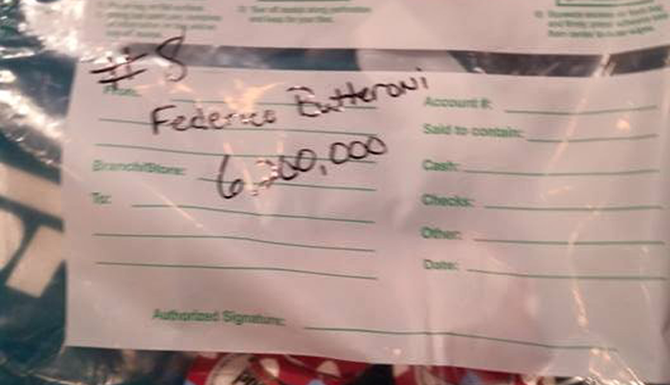 #8
From:
Federico Butteroni
Account #:
Said to contain:
Branch/Store:
6,200,000
Cash:
To:
Checks:
Other:
Date:
Authorized Signature: